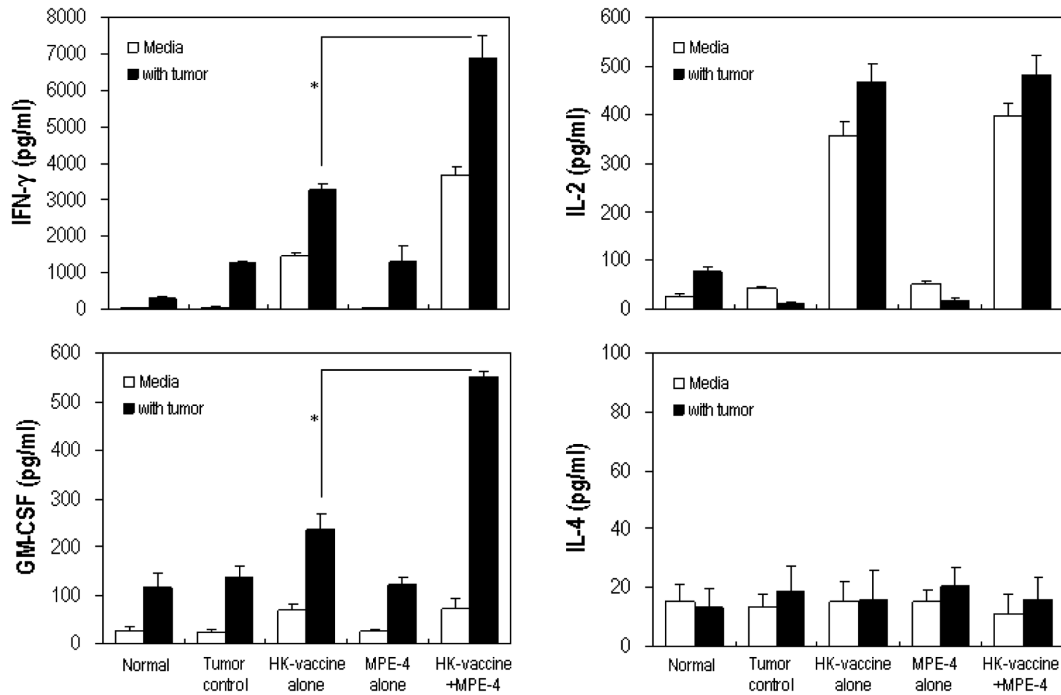 8000
7000
6000
5000
4000
3000
2000
1000
0
IFN-γ (pg/ml)
Media
with tumor
*
600
500
400
300
200
100
0
IL-2 (pg/ml)
Media
with tumor
600
500
400
300
200
100
0
GM-CSF (pg/ml)
Media
with tumor
*
Normal
Tumor control
HK-vaccine alone
MPE-4 alone
HK-vaccine +MPE-4
100
80
60
40
20
0
IL-4 (pg/ml)
Media
with tumor
Normal
Tumor control
HK-vaccine alone
MPE-4 alone
HK-vaccine +MPE-4